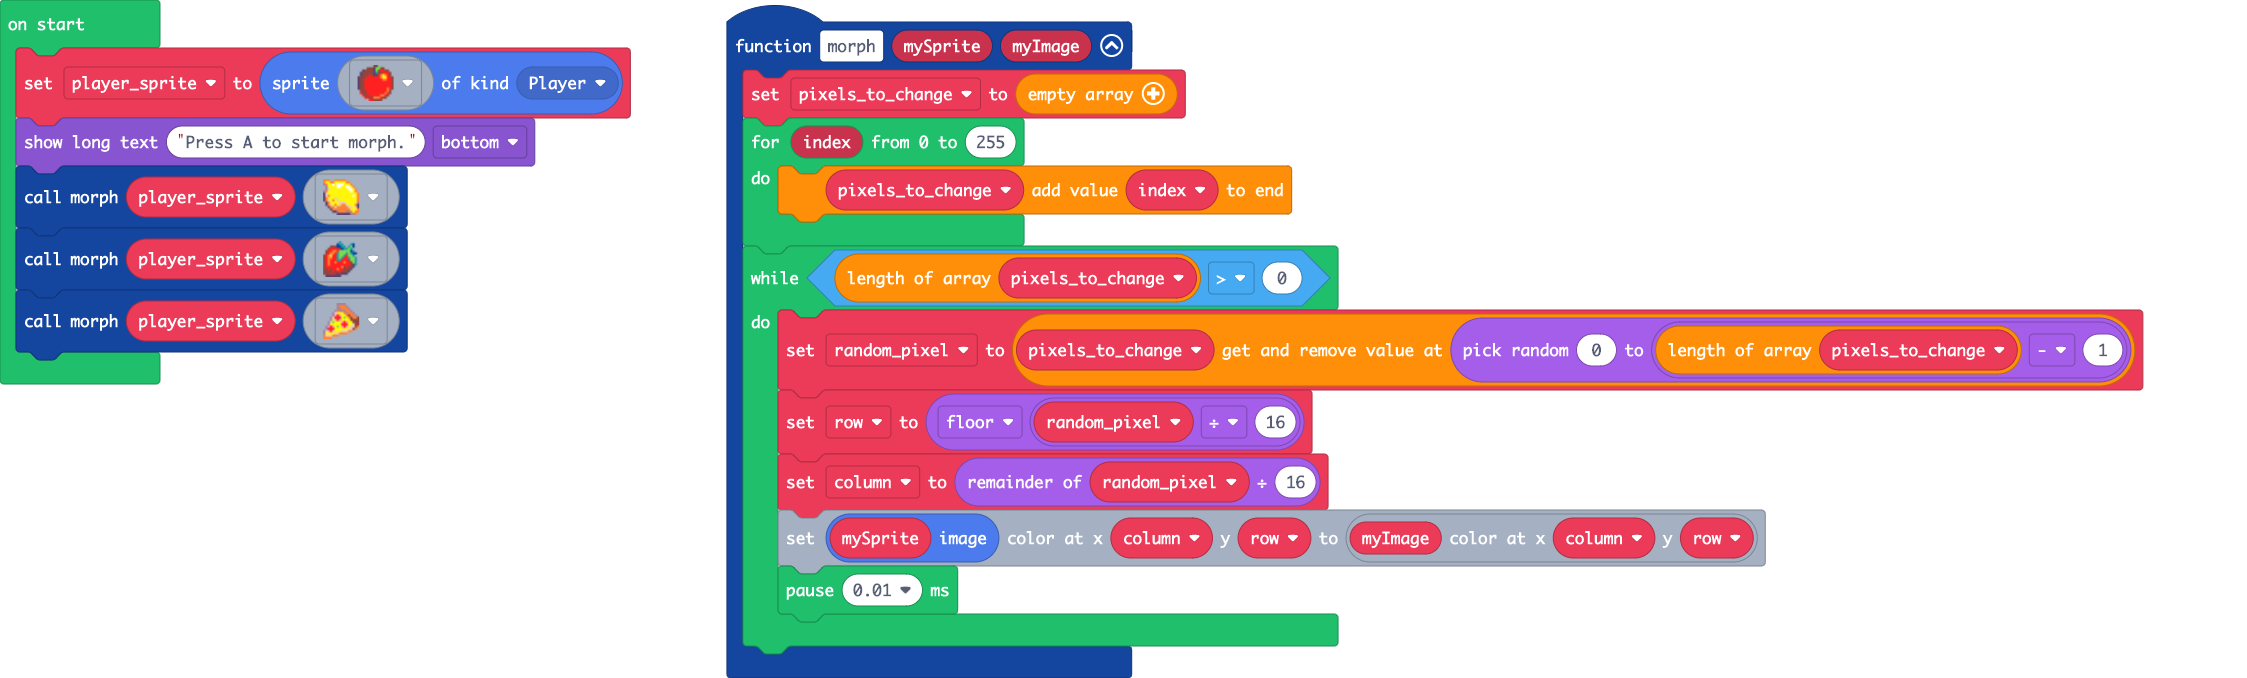 on start
set player_sprite to sprite of kind Player
show long text "Press A to start morph." bottom
call morph player_sprite
call morph player_sprite
call morph player_sprite
function morph mySprite myImage
set pixels_to_change to empty array
for index from 0 to 255
do pixels_to_change add value index to end
while length of array pixels_to_change > 0
do
set random_pixel to pixels_to_change get and remove value at pick random 0 to length of array pixels_to_change - 1
set row to floor random_pixel ÷ 16
set column to remainder of random_pixel ÷ 16
set mySprite image color at x column y row to myImage color at x column y row
pause 0.01 ms